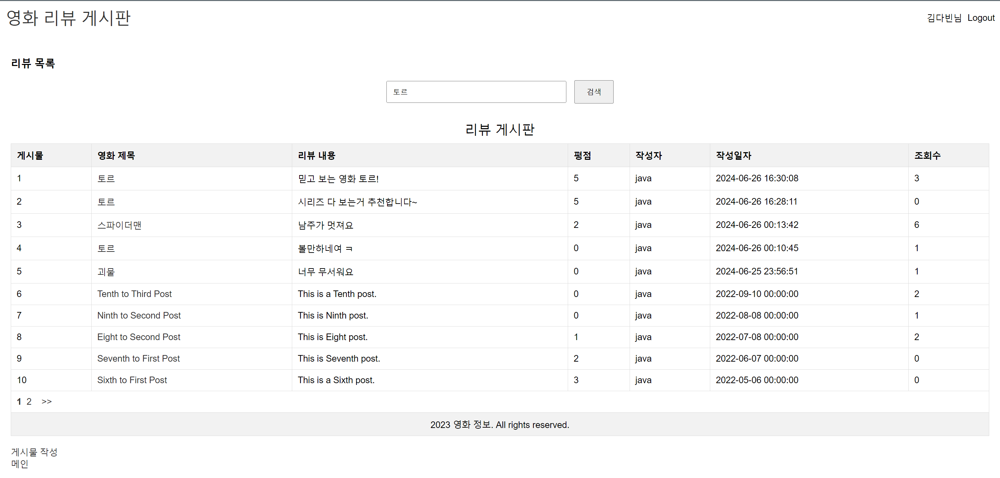 영화 리뷰 게시판 김다빈님 Logout
리뷰 목록
토르 검색
리뷰 게시판
게시물 영화 제목 리뷰 내용 평점 작성자 작성일자 조회수
1 토르 믿고 보는 영화 토르! 5 java 2024-06-26 16:30:08 3
2 토르 시리즈 다 보는거 추천합니다~ 5 java 2024-06-26 16:28:11 0
3 스파이더맨 남주가 멋져요 2 java 2024-06-26 00:13:42 6
4 토르 볼만하네여 ㅋ 0 java 2024-06-26 00:10:45 1
5 괴물 너무 무서워요 0 java 2024-06-25 23:56:51 1
6 Tenth to Third Post This is a Tenth post. 0 java 2022-09-10 00:00:00 2
7 Ninth to Second Post This is Ninth post. 0 java 2022-08-08 00:00:00 1
8 Eight to Second Post This is Eight post. 1 java 2022-07-08 00:00:00 2
9 Seventh to First Post This is Seventh post. 2 java 2022-06-07 00:00:00 0
10 Sixth to First Post This is a Sixth post. 3 java 2022-05-06 00:00:00 0
1 2 >>
2023 영화 정보. All rights reserved.
게시물 작성
메인